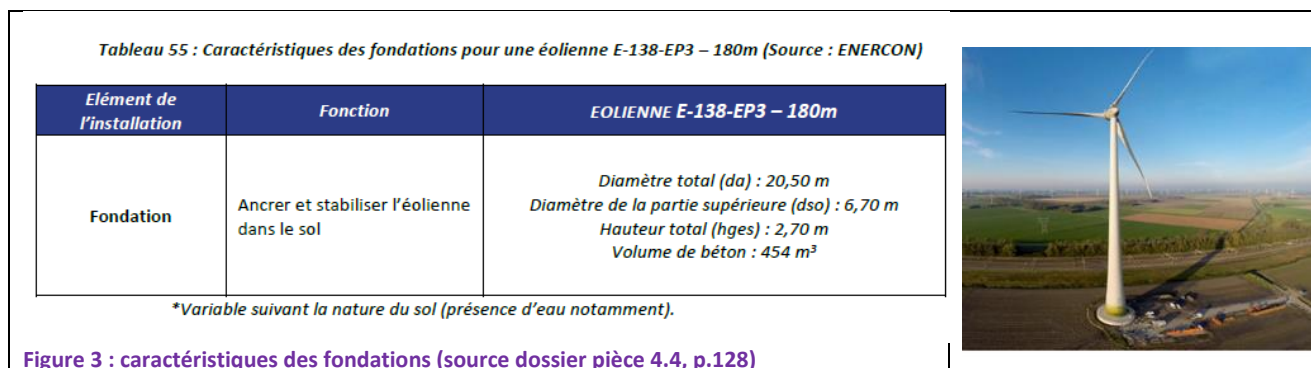 Tableau 55 : Caractéristiques des fondations pour une éolienne E-138-EP3 – 180m (Source : ENERCON)
Elément de
l'installation
Fonction
EOLIENNE E-138-EP3 – 180m
Fondation
Ancrer et stabiliser l'éolienne
dans le sol
Diamètre total (da) : 20,50 m
Diamètre de la partie supérieure (dso) : 6,70 m
Hauteur total (hges) : 2,70 m
Volume de béton : 454 m³
*Variable suivant la nature du sol (présence d'eau notamment).
Figure 3 : caractéristiques des fondations (source dossier pièce 4.4, p.128)